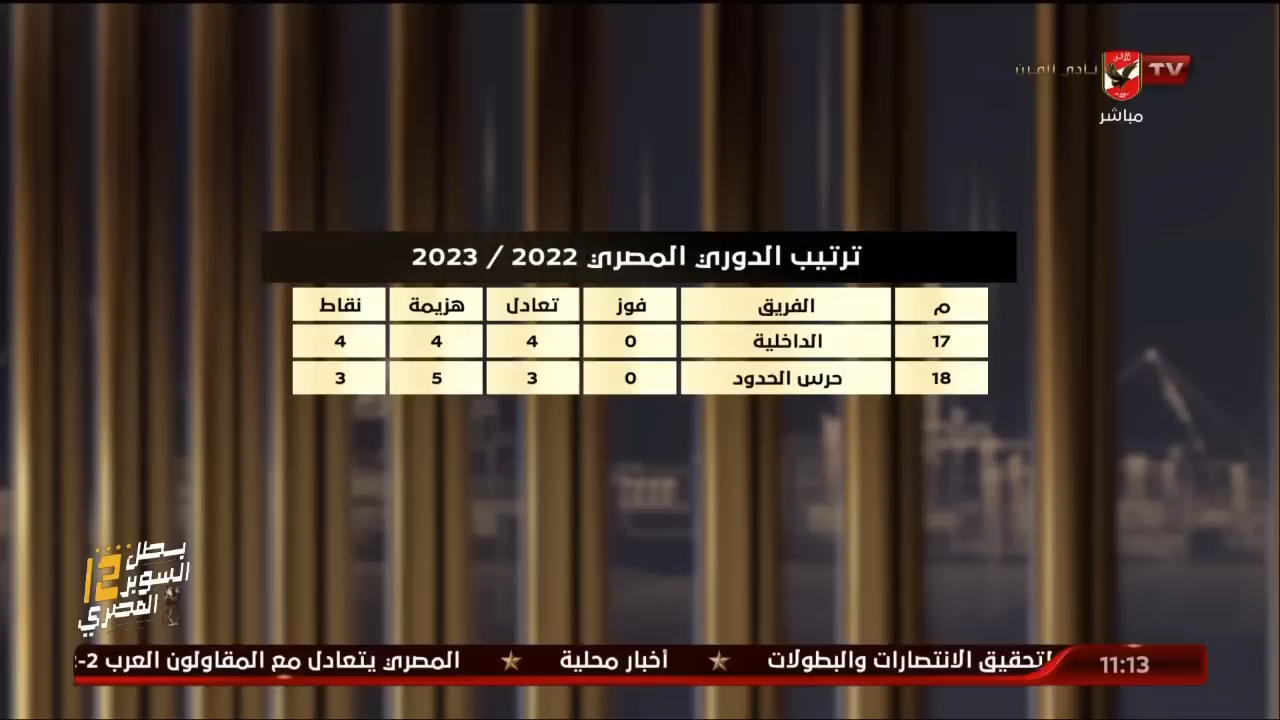 نادي القرن TV
مباشر
ترتيب الدوري المصري 2022 / 2023
م الفريق فوز تعادل هزيمة نقاط
17 الداخلية 0 4 4 4
18 حرس الحدود 0 3 5 3
بطل
12 السوبر
المصري
11:13 لتحقيق الانتصارات والبطولات أخبار محلية المصري يتعادل مع المقاولون العرب 2-